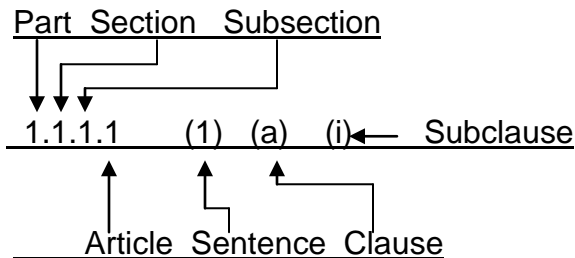 Part Section Subsection
1.1.1.1 (1) (a) (i) Subclause
Article Sentence Clause